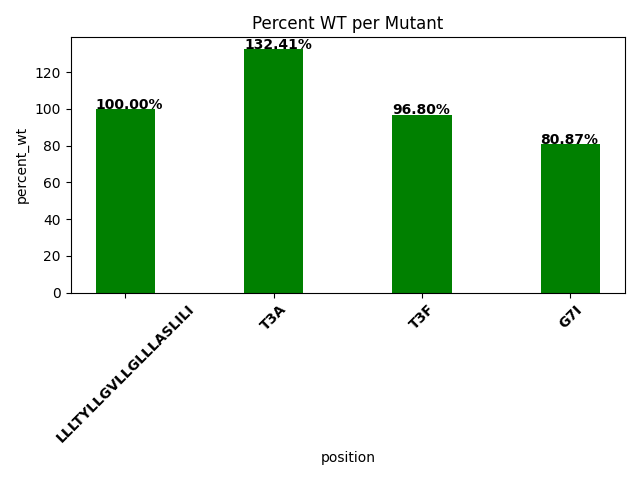 Percent WT per Mutant
percent_wt
120
100
80
60
40
20
0
100.00%
132.41%
96.80%
80.87%
LLLTYLLGVLLGLLLASLILI
T3A
T3F
G7I
position